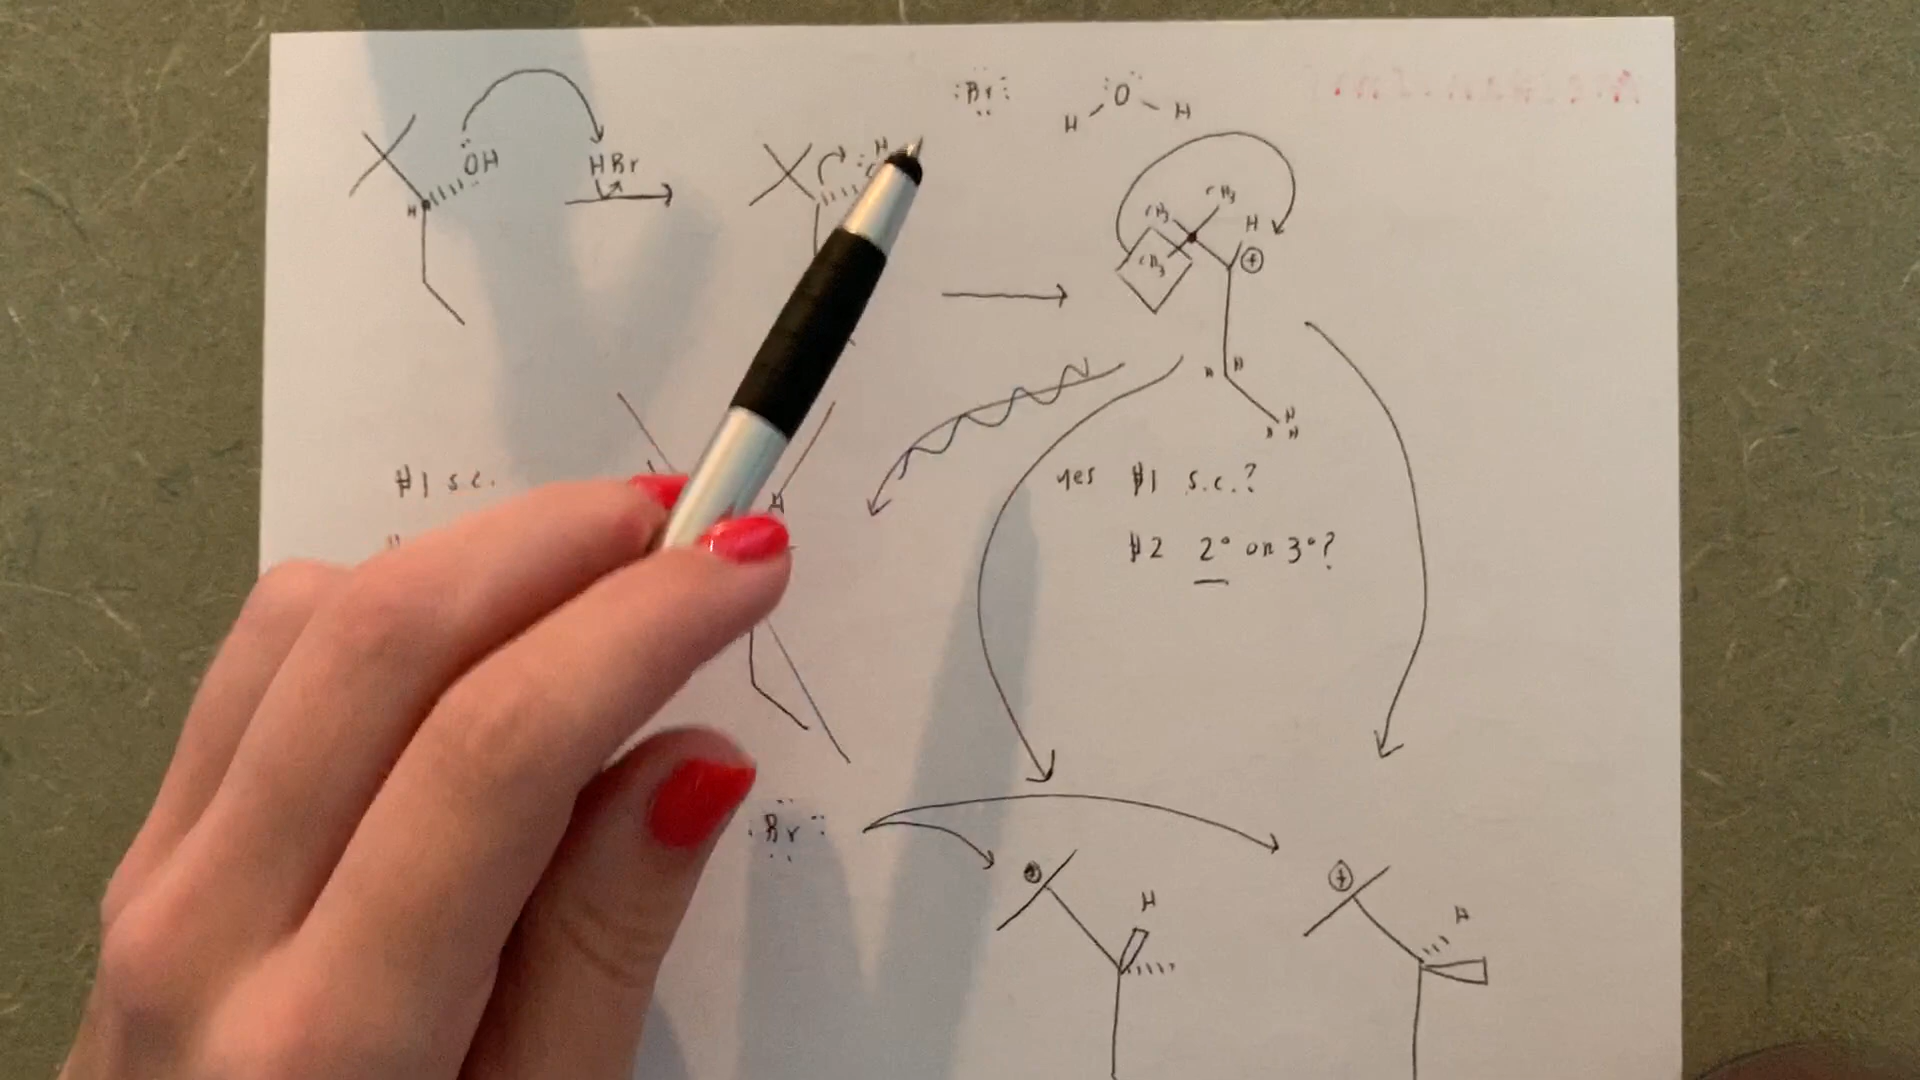 :Br:
H O H
OH
HBr
H
H
CH3
CH3
H
CH3
+
H H
H
H H
#1 s.c.
yes #1 s.c.?
#2 2° or 3°?
H
:Br:
+
H
H